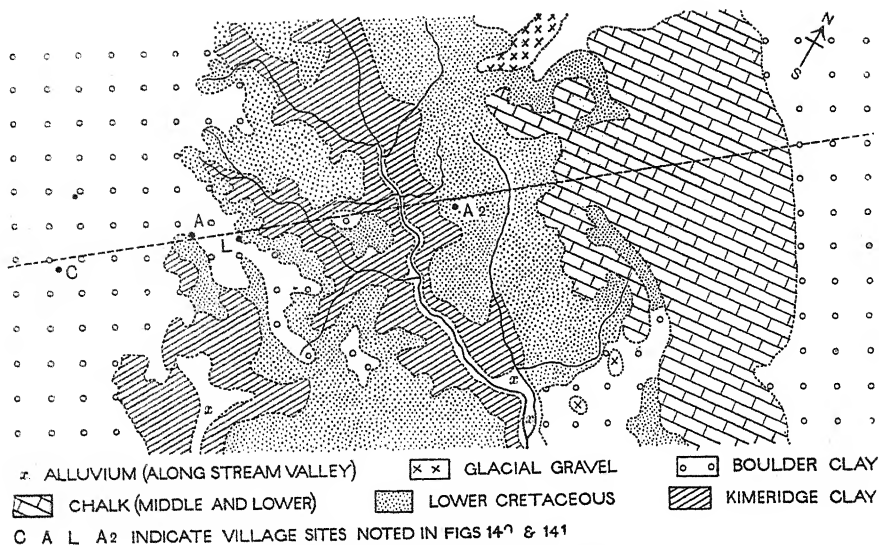 N
S
A
L
C
A2
x
x
x
x ALLUVIUM (ALONG STREAM VALLEY) GLACIAL GRAVEL BOULDER CLAY
CHALK (MIDDLE AND LOWER) LOWER CRETACEOUS KIMERIDGE CLAY
C A L A2 INDICATE VILLAGE SITES NOTED IN FIGS & 141